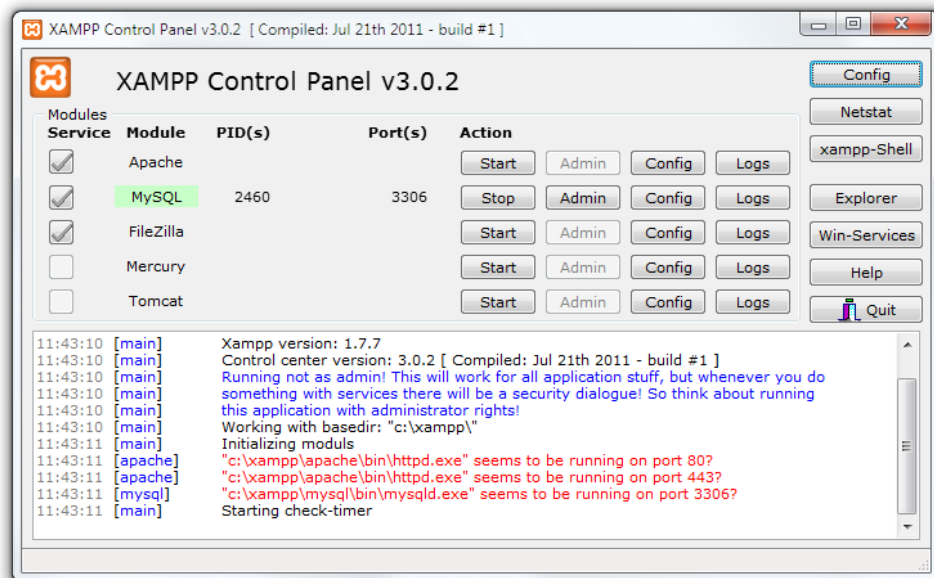 XAMPP Control Panel v3.0.2 [ Compiled: Jul 21th 2011 - build #1 ]
XAMPP Control Panel v3.0.2
Config
Modules
Netstat
Service Module PID(s) Port(s) Action
xampp-Shell
Apache Start Admin Config Logs
MySQL 2460 3306 Stop Admin Config Logs
Explorer
FileZilla Start Admin Config Logs
Win-Services
Mercury Start Admin Config Logs
Help
Tomcat Start Admin Config Logs
Quit
11:43:10 [main] Xampp version: 1.7.7
11:43:10 [main] Control center version: 3.0.2 [ Compiled: Jul 21th 2011 - build #1 ]
11:43:10 [main] Running not as admin! This will work for all application stuff, but whenever you do
11:43:10 [main] something with services there will be a security dialogue! So think about running
11:43:10 [main] this application with administrator rights!
11:43:10 [main] Working with basedir: "c:\xampp\"
11:43:11 [main] Initializing moduls
11:43:11 [apache] "c:\xampp\apache\bin\httpd.exe" seems to be running on port 80?
11:43:11 [apache] "c:\xampp\apache\bin\httpd.exe" seems to be running on port 443?
11:43:11 [mysql] "c:\xampp\mysql\bin\mysqld.exe" seems to be running on port 3306?
11:43:11 [main] Starting check-timer